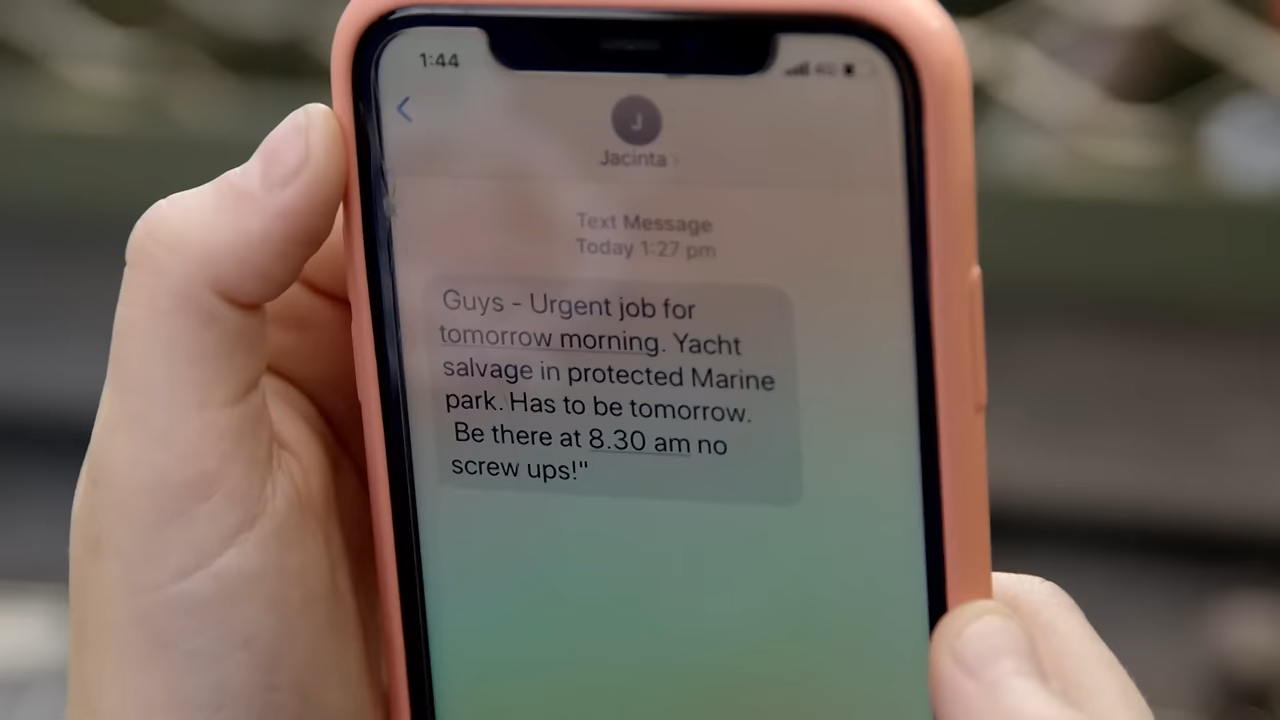 1:44
4G
J
Jacinta
Text Message
Today 1:27 pm
Guys - Urgent job for
tomorrow morning. Yacht
salvage in protected Marine
park. Has to be tomorrow.
Be there at 8.30 am no
screw ups!"